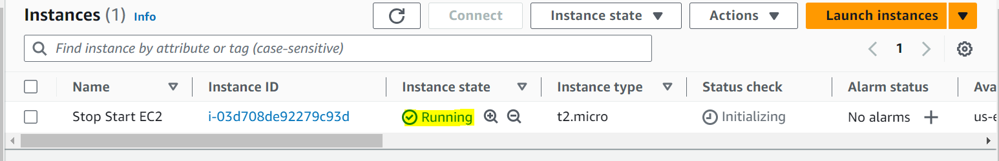 Instances (1) Info Connect Instance state Actions Launch instances
Find instance by attribute or tag (case-sensitive) 1
Name Instance ID Instance state Instance type Status check Alarm status Ava
Stop Start EC2 i-03d708de92279c93d Running t2.micro Initializing No alarms + us-e